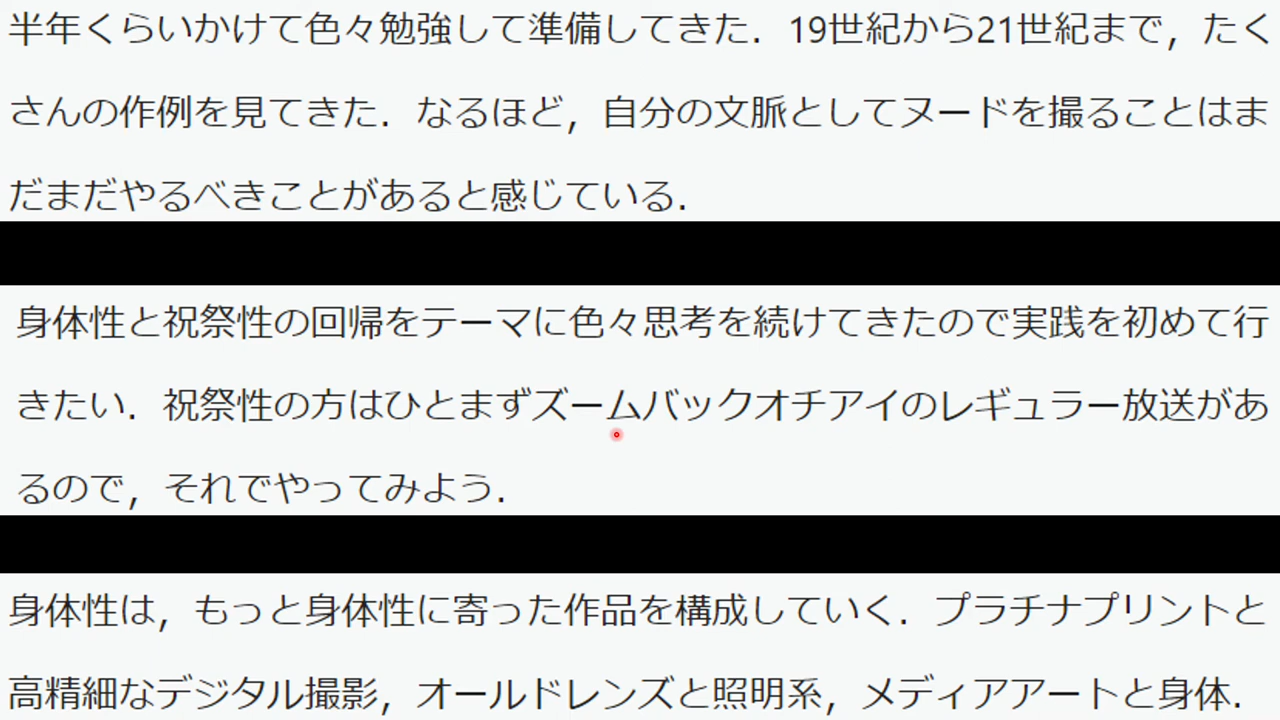 半年くらいかけて色々勉強して準備してきた．19世紀から21世紀まで，たく
さんの作例を見てきた．なるほど，自分の文脈としてヌードを撮ることはま
だまだやるべきことがあると感じている．
身体性と祝祭性の回帰をテーマに色々思考を続けてきたので実践を初めて行
きたい．祝祭性の方はひとまずズームバックオチアイのレギュラー放送があ
るので，それでやってみよう．
身体性は，もっと身体性に寄った作品を構成していく．プラチナプリントと
高精細なデジタル撮影，オールドレンズと照明系，メディアアートと身体．